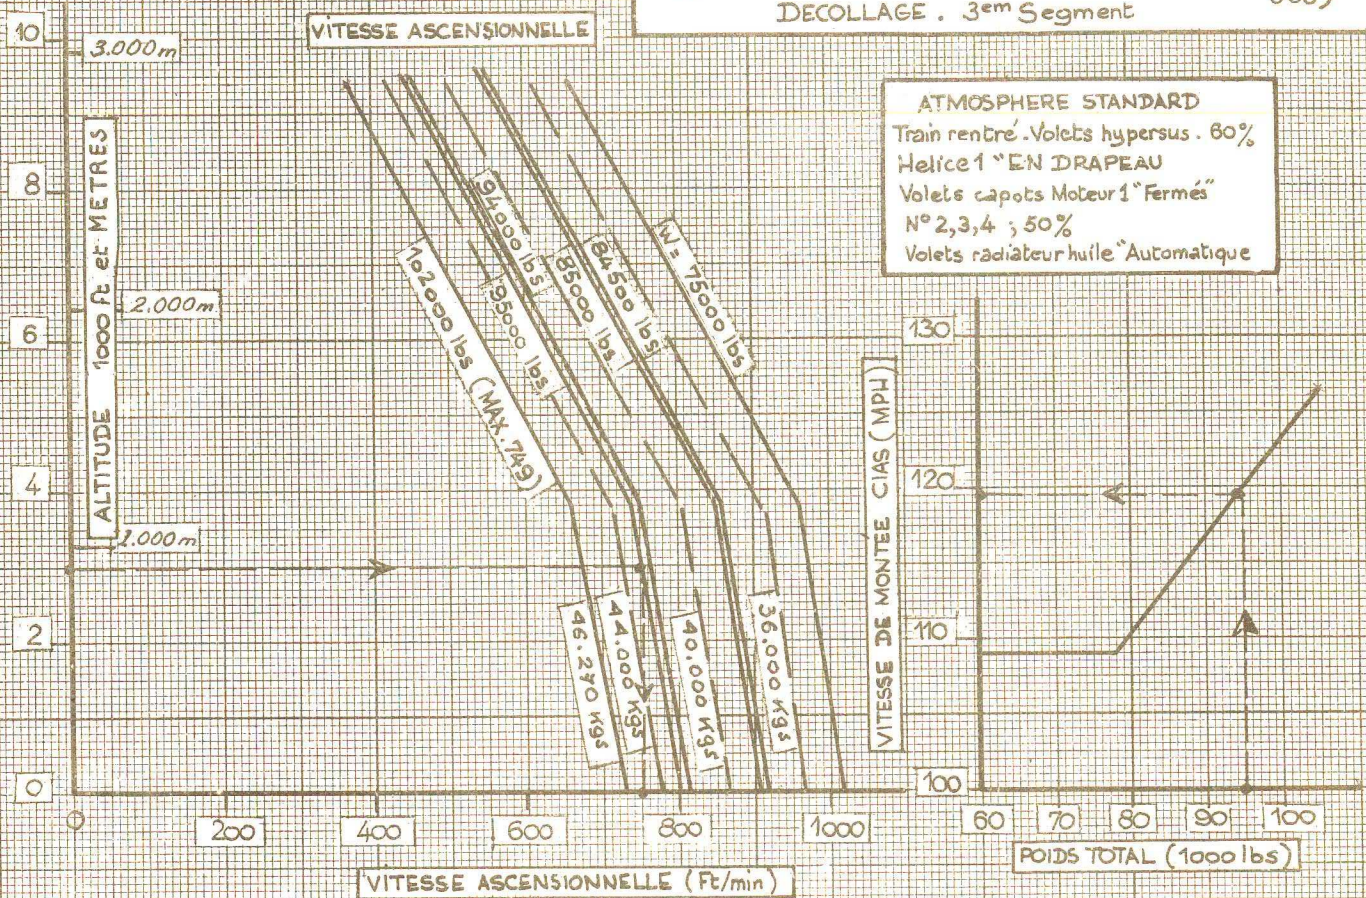 DECOLLAGE . 3em Segment
VITESSE ASCENSIONNELLE
ATMOSPHERE STANDARD
Train rentré. Volets hypersus. 60%
Helice 1 "EN DRAPEAU
Volets capots Moteur 1 "Fermés"
N° 2,3,4 ; 50%
Volets radiateur huile "Automatique
ALTITUDE 1000 Ft et METRES
10
8
6
4
2
0
3.000m
2.000m
1.000m
102000 lbs (MAX.749)
95000 lbs
94000 lbs
85000 lbs
84500 lbs
W= 75000 lbs
46.270 Kgs
44.000 Kgs
40.000 Kgs
36.000 Kgs
0
200
400
600
800
1000
VITESSE ASCENSIONNELLE (Ft/min)
VITESSE DE MONTEE CIAS (MPH)
130
120
110
100
60
70
80
90
100
POIDS TOTAL (1000 lbs)